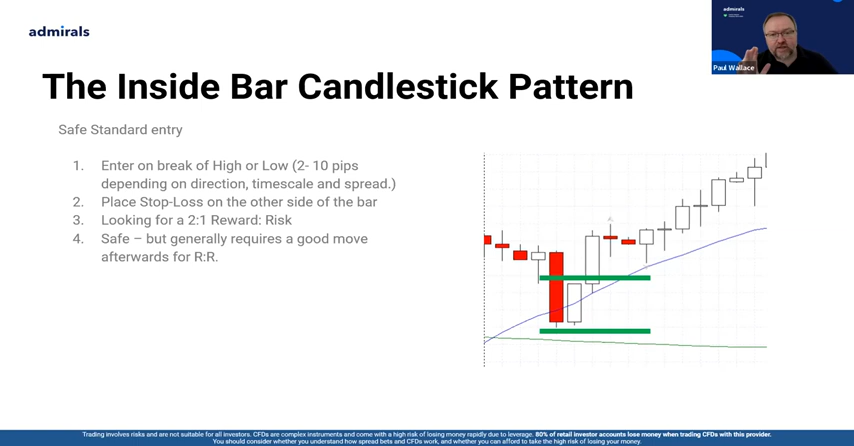 admirals
admirals
Paul Wallace
The Inside Bar Candlestick Pattern
Safe Standard entry
1. Enter on break of High or Low (2- 10 pips
depending on direction, timescale and spread.)
2. Place Stop-Loss on the other side of the bar
3. Looking for a 2:1 Reward: Risk
4. Safe – but generally requires a good move
afterwards for R:R.
Trading involves risks and are not suitable for all investors. CFDs are complex instruments and come with a high risk of losing money rapidly due to leverage. 80% of retail investor accounts lose money when trading CFDs with this provider.
You should consider whether you understand how spread bets and CFDs work, and whether you can afford to take the high risk of losing your money.